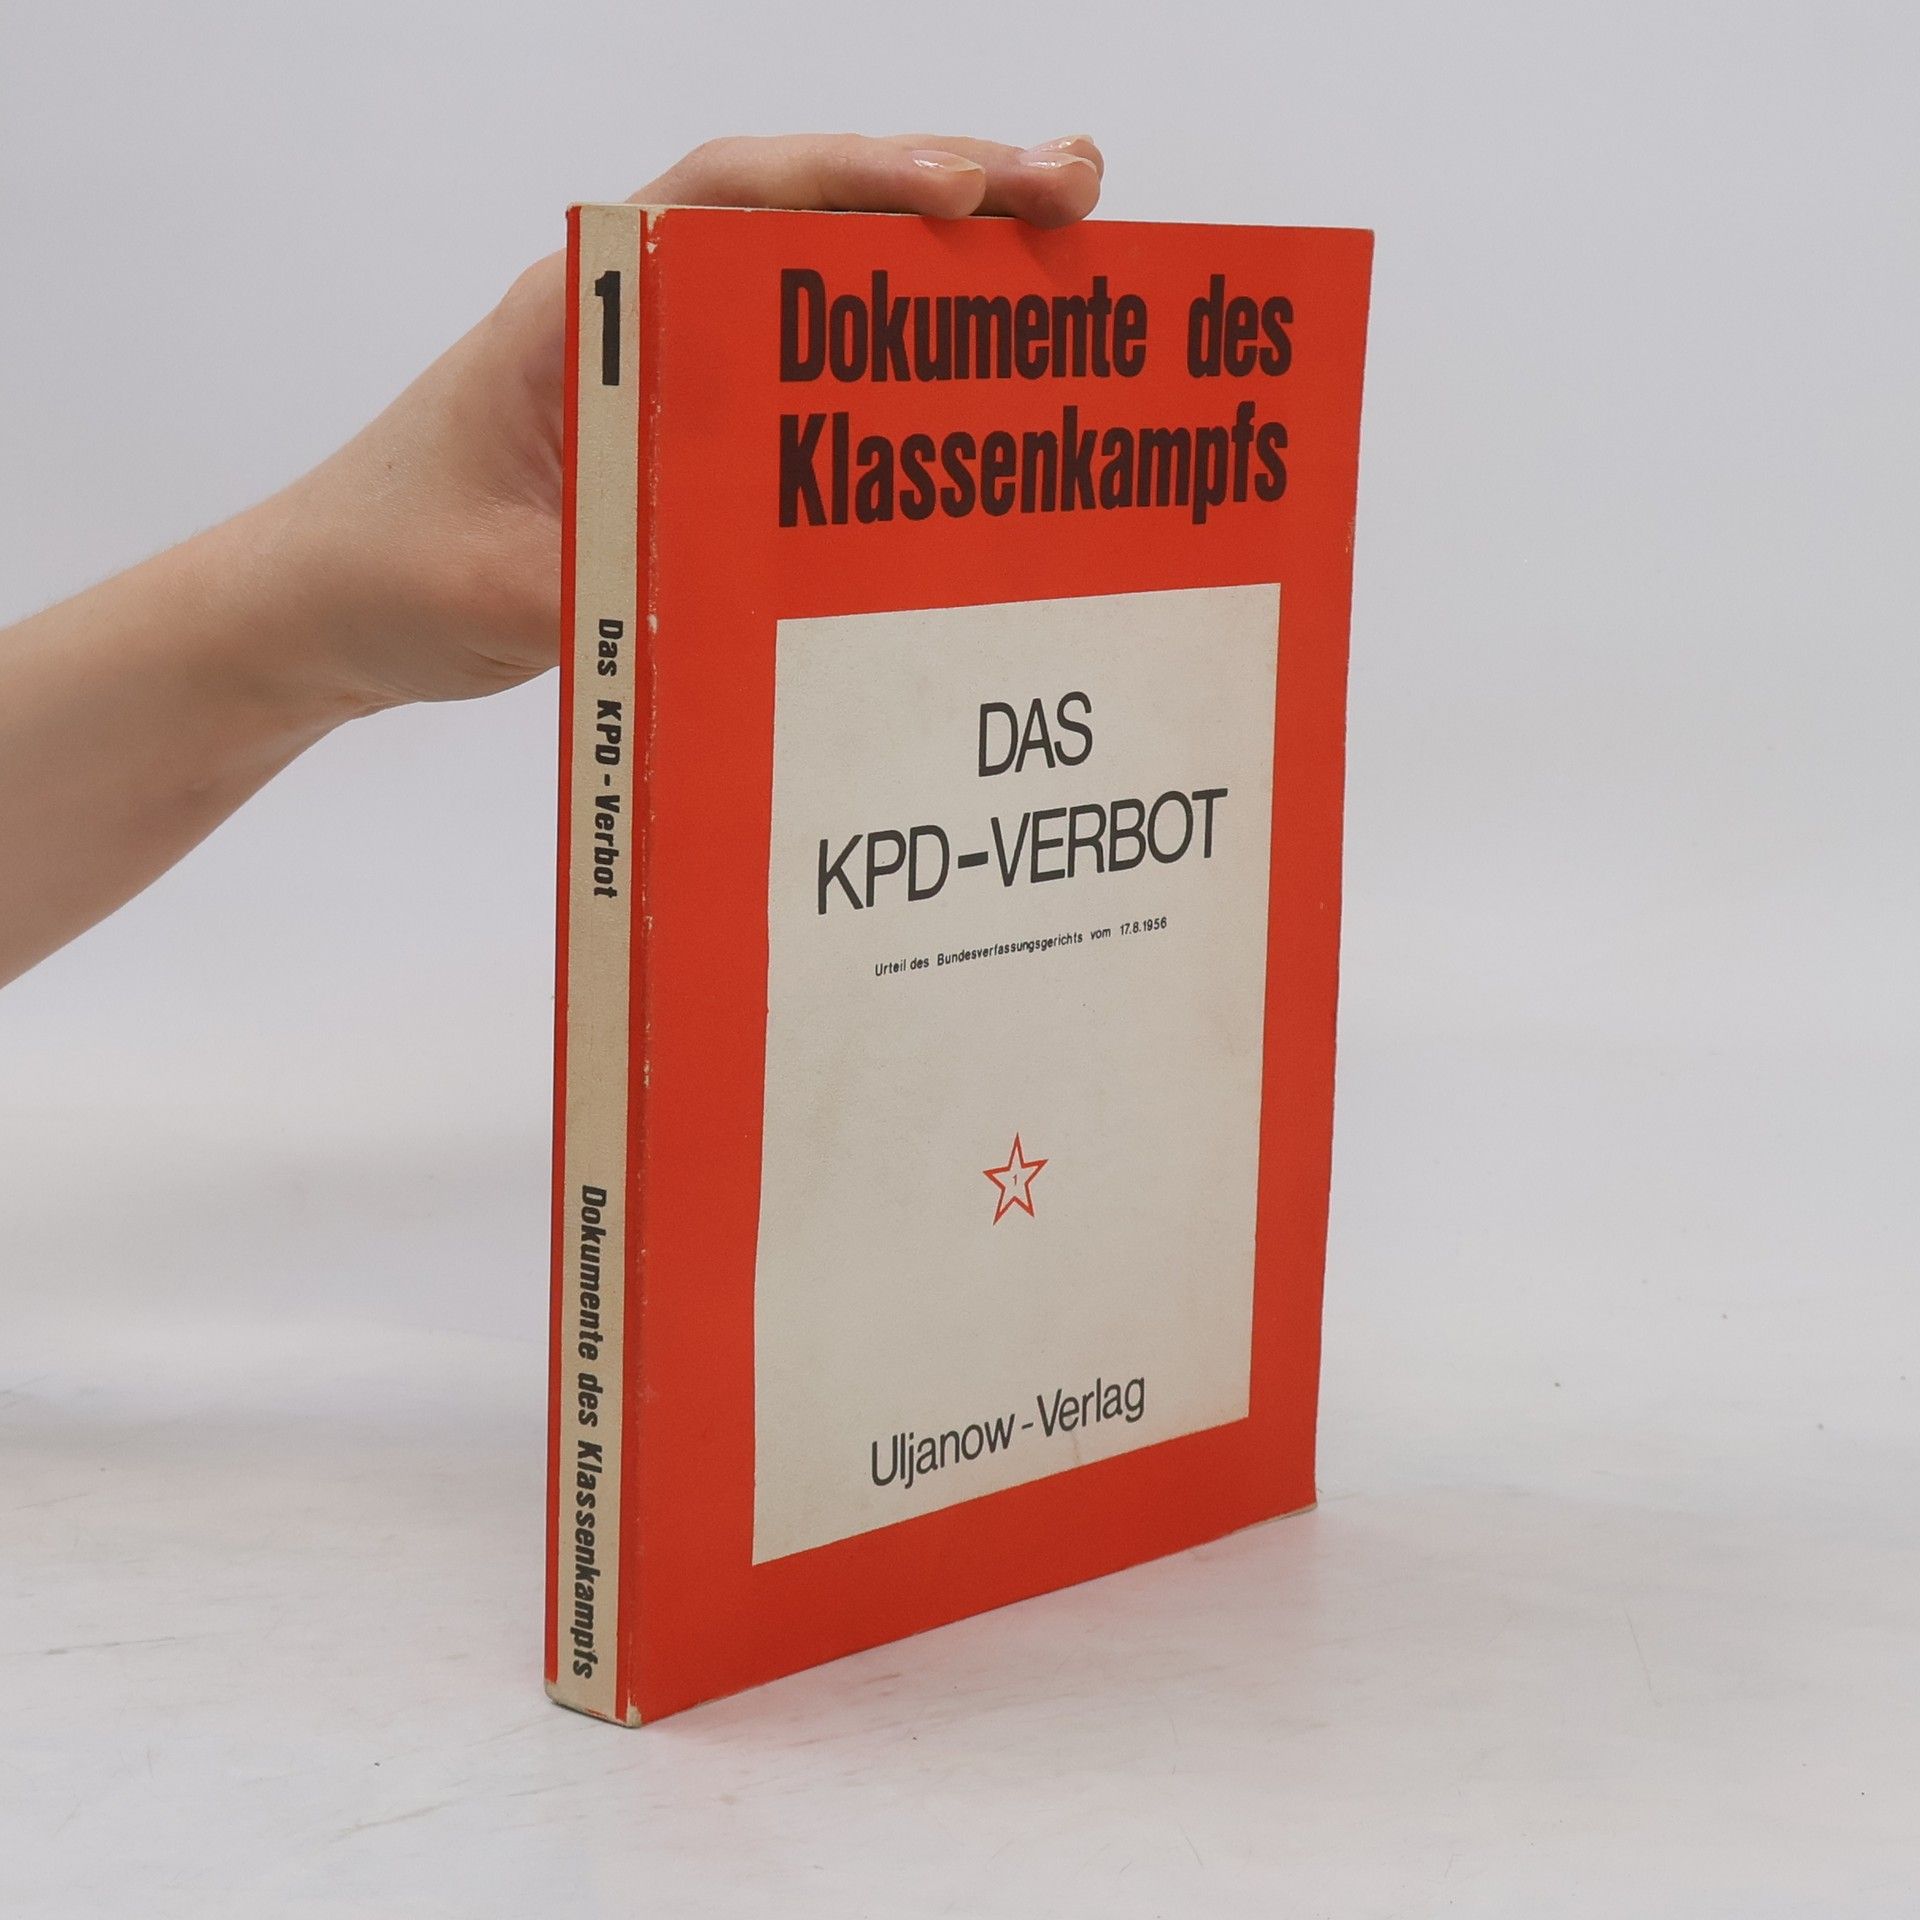 1
Das KPD-Verbot
Dokumente des Klassenkampfs
Dokumente des
Klassenkampfs
DAS
KPD-VERBOT
Urteil des Bundesverfassungsgerichts vom 17.8.1956
1
Uljanow-Verlag